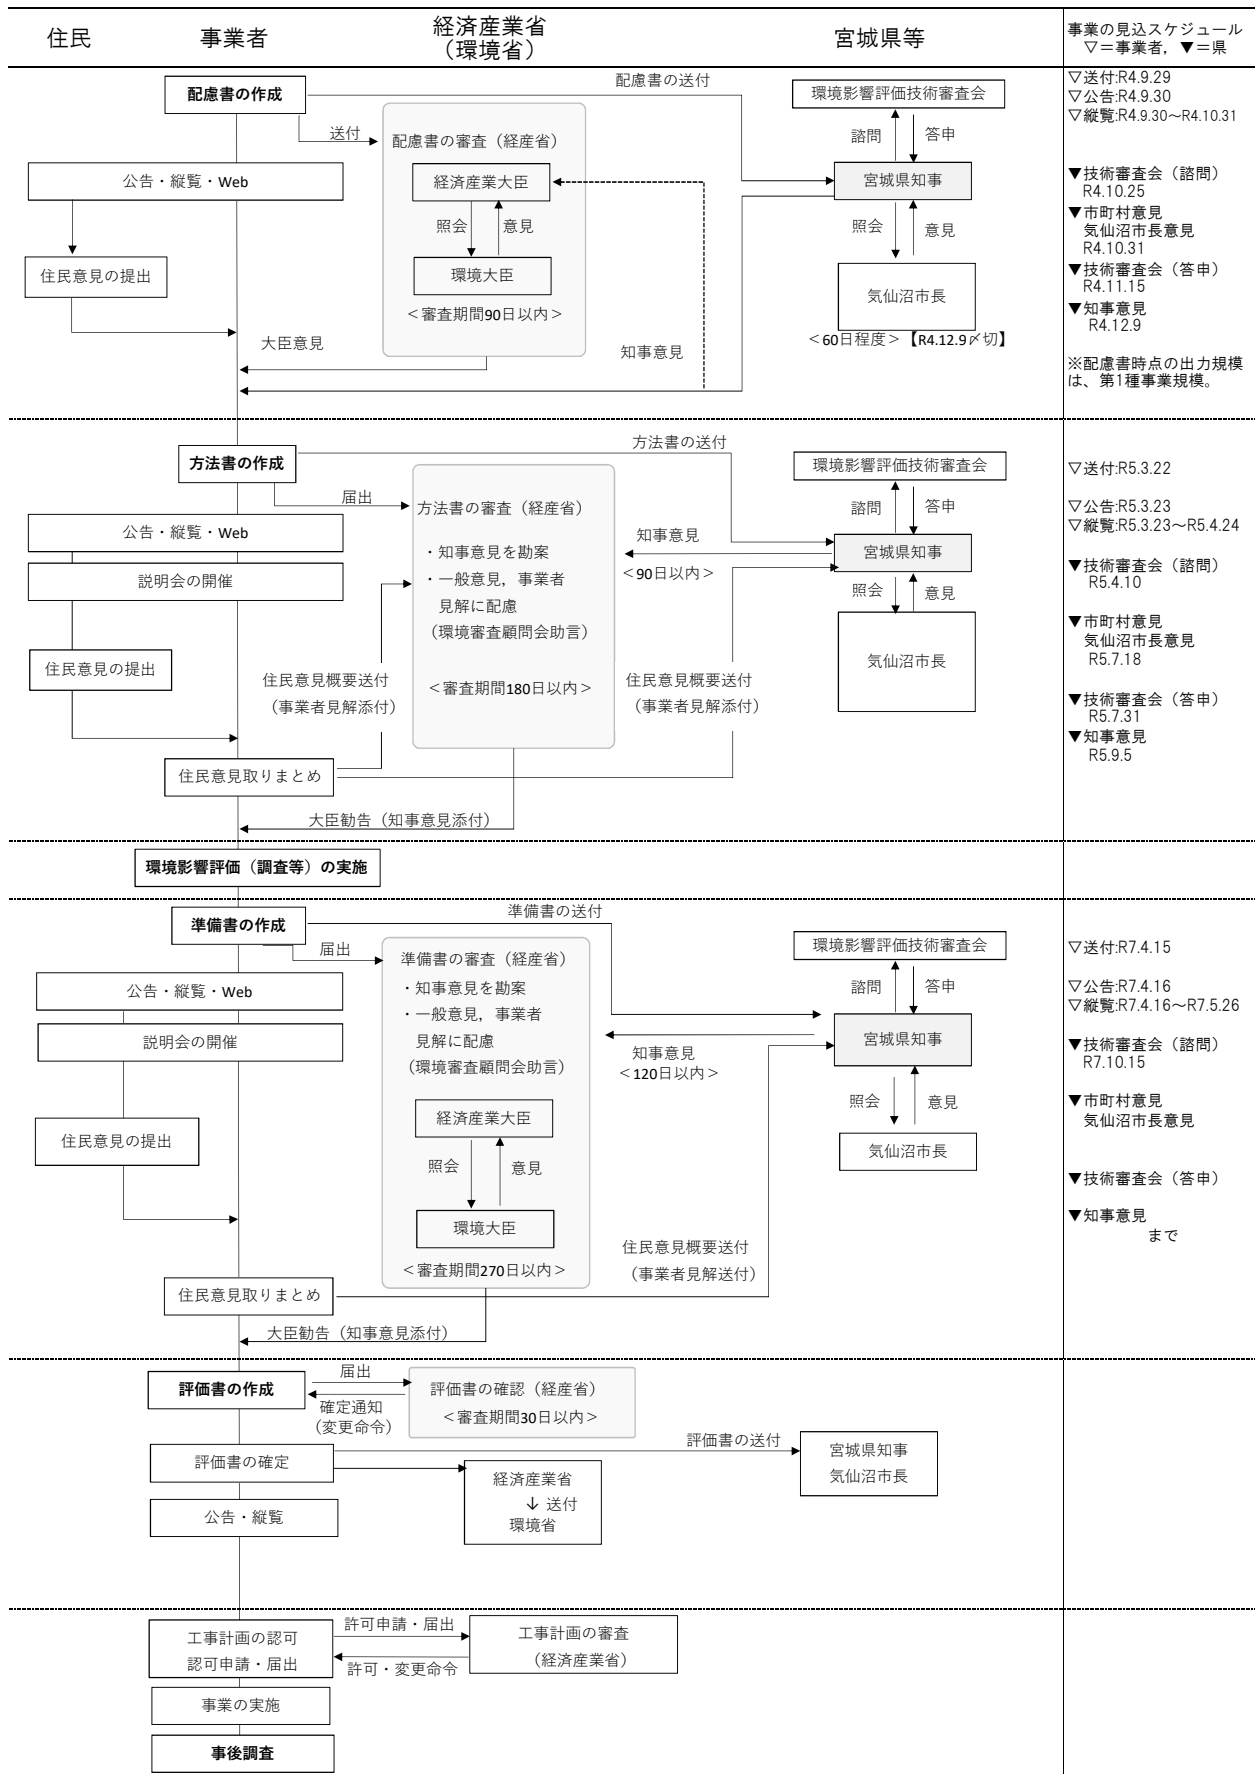 住民
事業者
経済産業省
（環境省）
宮城県等
事業の見込スケジュール
▽＝事業者，▼＝県
配慮書の作成
配慮書の送付
環境影響評価技術審査会
送付
配慮書の審査（経産省）
諮問
答申
公告・縦覧・Web
経済産業大臣
宮城県知事
照会
意見
照会
意見
住民意見の提出
環境大臣
気仙沼市長
＜審査期間90日以内＞
大臣意見
知事意見
＜60日程度＞【R4.12.9〆切】
▽送付:R4.9.29
▽公告:R4.9.30
▽縦覧:R4.9.30～R4.10.31
▼技術審査会（諮問）
R4.10.25
▼市町村意見
気仙沼市長意見
R4.10.31
▼技術審査会（答申）
R4.11.15
▼知事意見
R4.12.9
※配慮書時点の出力規模
は、第1種事業規模。
方法書の作成
方法書の送付
環境影響評価技術審査会
届出
方法書の審査（経産省）
諮問
答申
公告・縦覧・Web
・知事意見を勘案
・一般意見，事業者
見解に配慮
（環境審査顧問会助言）
知事意見
＜90日以内＞
宮城県知事
説明会の開催
照会
意見
住民意見の提出
気仙沼市長
住民意見概要送付
（事業者見解添付）
＜審査期間180日以内＞
住民意見概要送付
（事業者見解添付）
住民意見取りまとめ
大臣勧告（知事意見添付）
▽送付:R5.3.22
▽公告:R5.3.23
▽縦覧:R5.3.23～R5.4.24
▼技術審査会（諮問）
R5.4.10
▼市町村意見
気仙沼市長意見
R5.7.18
▼技術審査会（答申）
R5.7.31
▼知事意見
R5.9.5
環境影響評価（調査等）の実施
準備書の作成
準備書の送付
環境影響評価技術審査会
届出
準備書の審査（経産省）
諮問
答申
公告・縦覧・Web
・知事意見を勘案
・一般意見，事業者
見解に配慮
（環境審査顧問会助言）
説明会の開催
宮城県知事
知事意見
＜120日以内＞
経済産業大臣
照会
意見
照会
意見
住民意見の提出
気仙沼市長
環境大臣
住民意見概要送付
（事業者見解送付）
＜審査期間270日以内＞
住民意見取りまとめ
大臣勧告（知事意見添付）
▽送付:R7.4.15
▽公告:R7.4.16
▽縦覧:R7.4.16～R7.5.26
▼技術審査会（諮問）
R7.10.15
▼市町村意見
気仙沼市長意見
▼技術審査会（答申）
▼知事意見
まで
評価書の作成
届出
確定通知
（変更命令）
評価書の確認（経産省）
＜審査期間30日以内＞
評価書の送付
評価書の確定
宮城県知事
気仙沼市長
経済産業省
↓ 送付
環境省
公告・縦覧
工事計画の認可
認可申請・届出
許可申請・届出
許可・変更命令
工事計画の審査
（経済産業省）
事業の実施
事後調査